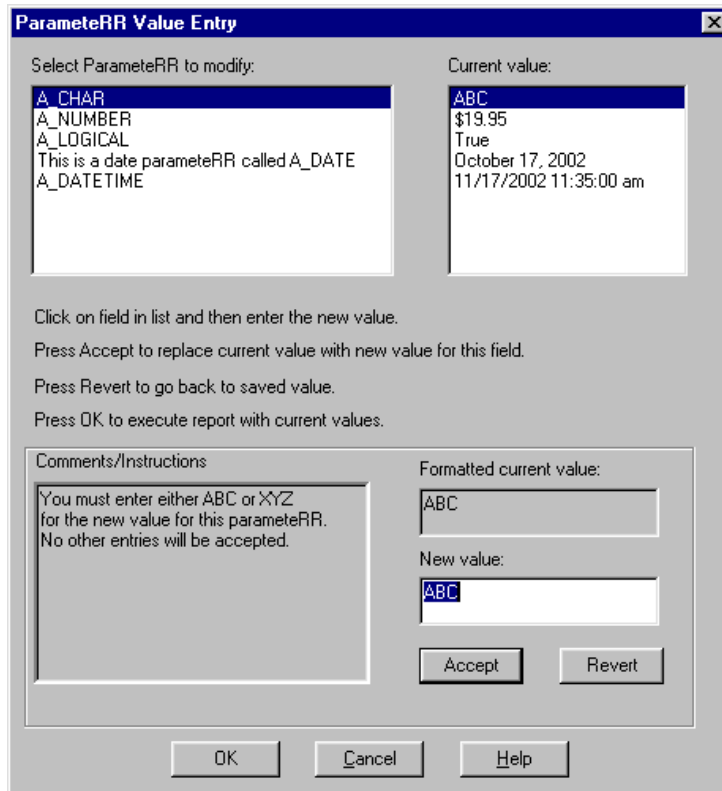 ParameteRR Value Entry
Select ParameteRR to modify:
Current value:
A_CHAR
A_NUMBER
A_LOGICAL
This is a date parameteRR called A_DATE
A_DATETIME
ABC
$19.95
True
October 17, 2002
11/17/2002 11:35:00 am
Click on field in list and then enter the new value.
Press Accept to replace current value with new value for this field.
Press Revert to go back to saved value.
Press OK to execute report with current values.
Comments/Instructions
You must enter either ABC or XYZ
for the new value for this parameteRR.
No other entries will be accepted.
Formatted current value:
ABC
New value:
ABC
Accept
Revert
OK
Cancel
Help